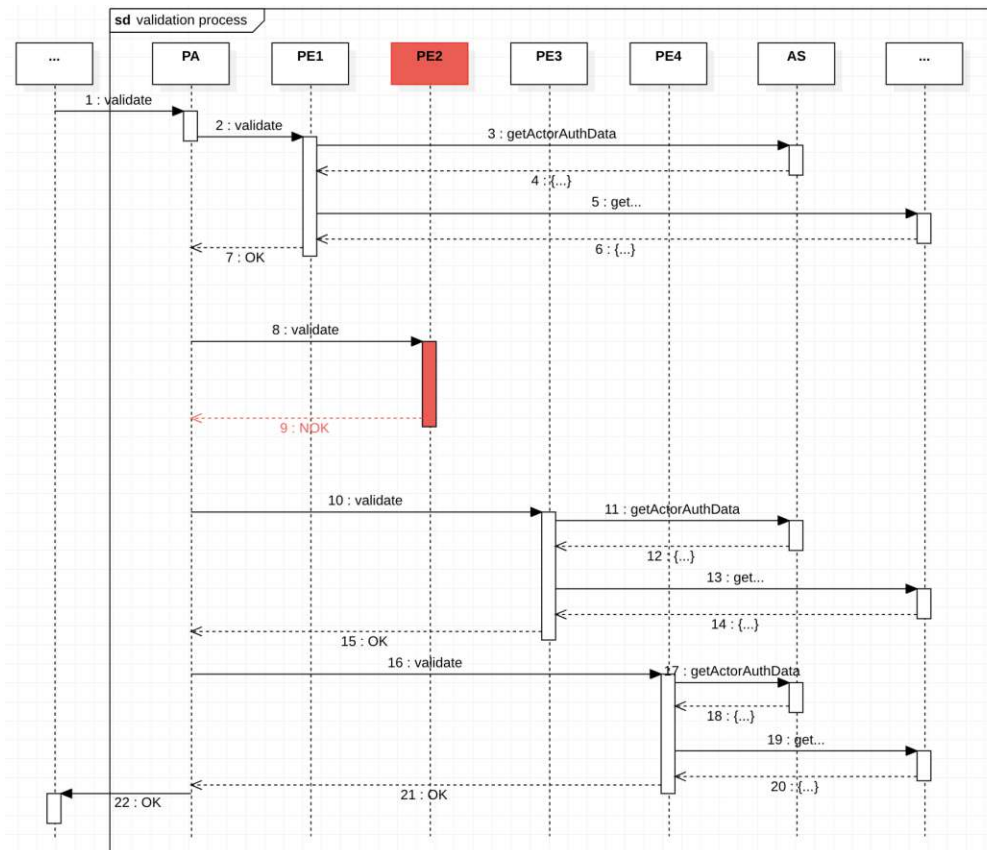 sd validation process
...
PA
PE1
PE2
PE3
PE4
AS
...
1 : validate
2 : validate
3 : getActorAuthData
4 : {...}
5 : get...
6 : {...}
7 : OK
8 : validate
9 : NOK
10 : validate
11 : getActorAuthData
12 : {...}
13 : get...
14 : {...}
15 : OK
16 : validate
17 : getActorAuthData
18 : {...}
19 : get...
20 : {...}
21 : OK
22 : OK